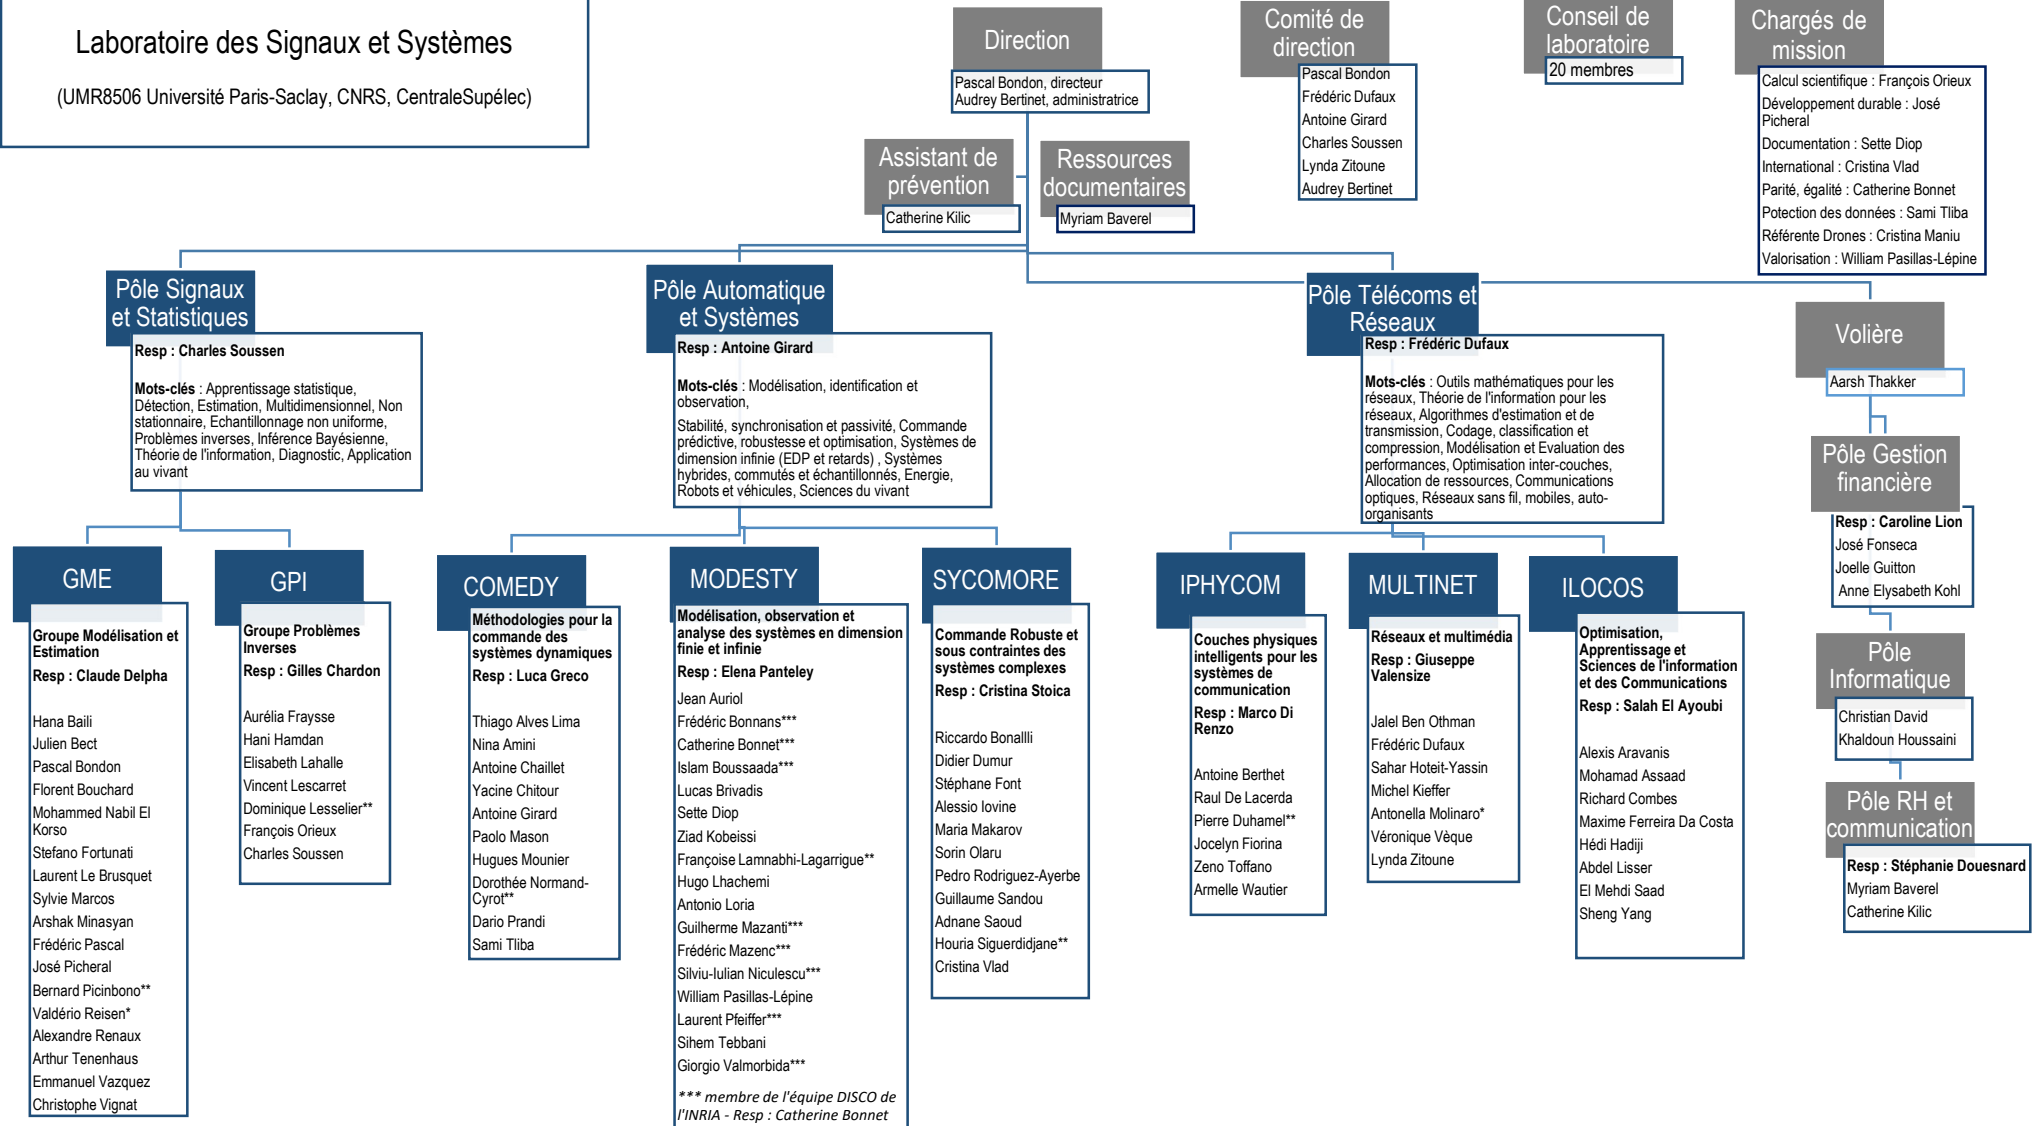 Laboratoire des Signaux et Systèmes
(UMR8506 Université Paris-Saclay, CNRS, CentraleSupélec)
Direction
Pascal Bondon, directeur
Audrey Bertinet, administratrice
Comité de
direction
Pascal Bondon
Frédéric Dufaux
Antoine Girard
Charles Soussen
Lynda Zitoune
Audrey Bertinet
Conseil de
laboratoire
20 membres
Chargés de
mission
Calcul scientifique : François Orieux
Développement durable : José
Picheral
Documentation : Sette Diop
International : Cristina Vlad
Parité, égalité : Catherine Bonnet
Potection des données : Sami Tliba
Référente Drones : Cristina Maniu
Valorisation : William Pasillas-Lépine
Assistant de
prévention
Catherine Kilic
Ressources
documentaires
Myriam Baverel
Pôle Signaux
et Statistiques
Resp : Charles Soussen
Mots-clés : Apprentissage statistique,
Détection, Estimation, Multidimensionnel, Non
stationnaire, Echantillonnage non uniforme,
Problèmes inverses, Inférence Bayésienne,
Théorie de l'information, Diagnostic, Application
au vivant
Pôle Automatique
et Systèmes
Resp : Antoine Girard
Mots-clés : Modélisation, identification et
observation,
Stabilité, synchronisation et passivité, Commande
prédictive, robustesse et optimisation, Systèmes de
dimension infinie (EDP et retards) , Systèmes
hybrides, commutés et échantillonnés, Energie,
Robots et véhicules, Sciences du vivant
Pôle Télécoms et
Réseaux
Resp : Frédéric Dufaux
Mots-clés : Outils mathématiques pour les
réseaux, Théorie de l'information pour les
réseaux, Algorithmes d'estimation et de
transmission, Codage, classification et
compression, Modélisation et Evaluation des
performances, Optimisation inter-couches,
Allocation de ressources, Communications
optiques, Réseaux sans fil, mobiles, auto-
organisants
Volière
Aarsh Thakker
Pôle Gestion
financière
Resp : Caroline Lion
José Fonseca
Joelle Guitton
Anne Elysabeth Kohl
Pôle
Informatique
Christian David
Khaldoun Houssaini
Pôle RH et
communication
Resp : Stéphanie Douesnard
Myriam Baverel
Catherine Kilic
GME
Groupe Modélisation et
Estimation
Resp : Claude Delpha
Hana Baili
Julien Bect
Pascal Bondon
Florent Bouchard
Mohammed Nabil El
Korso
Stefano Fortunati
Laurent Le Brusquet
Sylvie Marcos
Arshak Minasyan
Frédéric Pascal
José Picheral
Bernard Picinbono**
Valdério Reisen*
Alexandre Renaux
Arthur Tenenhaus
Emmanuel Vazquez
Christophe Vignat
GPI
Groupe Problèmes
Inverses
Resp : Gilles Chardon
Aurélia Fraysse
Hani Hamdan
Elisabeth Lahalle
Vincent Lescarret
Dominique Lesselier**
François Orieux
Charles Soussen
COMEDY
Méthodologies pour la
commande des
systèmes dynamiques
Resp : Luca Greco
Thiago Alves Lima
Nina Amini
Antoine Chaillet
Yacine Chitour
Antoine Girard
Paolo Mason
Hugues Mounier
Dorothée Normand-
Cyrot**
Dario Prandi
Sami Tliba
MODESTY
Modélisation, observation et
analyse des systèmes en dimension
finie et infinie
Resp : Elena Panteley
Jean Auriol
Frédéric Bonnans***
Catherine Bonnet***
Islam Boussaada***
Lucas Brivadis
Sette Diop
Ziad Kobeissi
Françoise Lamnabhi-Lagarrigue**
Hugo Lhachemi
Antonio Loria
Guilherme Mazanti***
Frédéric Mazenc***
Silviu-Iulian Niculescu***
William Pasillas-Lépine
Laurent Pfeiffer***
Sihem Tebbani
Giorgio Valmorbida***
*** membre de l'équipe DISCO de
l'INRIA - Resp : Catherine Bonnet
SYCOMORE
Commande Robuste et
sous contraintes des
systèmes complexes
Resp : Cristina Stoica
Riccardo Bonallli
Didier Dumur
Stéphane Font
Alessio Iovine
Maria Makarov
Sorin Olaru
Pedro Rodriguez-Ayerbe
Guillaume Sandou
Adnane Saoud
Houria Siguerdidjane**
Cristina Vlad
IPHYCOM
Couches physiques
intelligents pour les
systèmes de
communication
Resp : Marco Di
Renzo
Antoine Berthet
Raul De Lacerda
Pierre Duhamel**
Jocelyn Fiorina
Zeno Toffano
Armelle Wautier
MULTINET
Réseaux et multimédia
Resp : Giuseppe
Valensize
Jalel Ben Othman
Frédéric Dufaux
Sahar Hoteit-Yassin
Michel Kieffer
Antonella Molinaro*
Véronique Vèque
Lynda Zitoune
ILOCOS
Optimisation,
Apprentissage et
Sciences de l'information
et des Communications
Resp : Salah El Ayoubi
Alexis Aravanis
Mohamad Assaad
Richard Combes
Maxime Ferreira Da Costa
Hédi Hadiji
Abdel Lisser
El Mehdi Saad
Sheng Yang